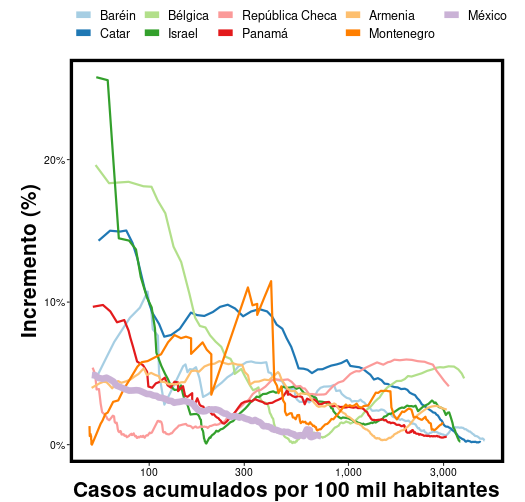 Baréin Bélgica República Checa Armenia México
Catar Israel Panamá Montenegro
Incremento (%)
20%
10%
0%
100 300 1,000 3,000
Casos acumulados por 100 mil habitantes